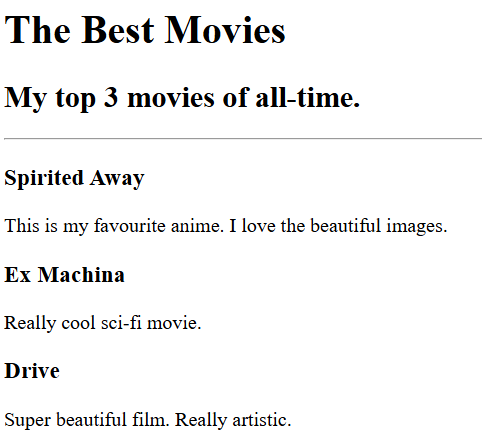 The Best Movies
My top 3 movies of all-time.
Spirited Away
This is my favourite anime. I love the beautiful images.
Ex Machina
Really cool sci-fi movie.
Drive
Super beautiful film. Really artistic.